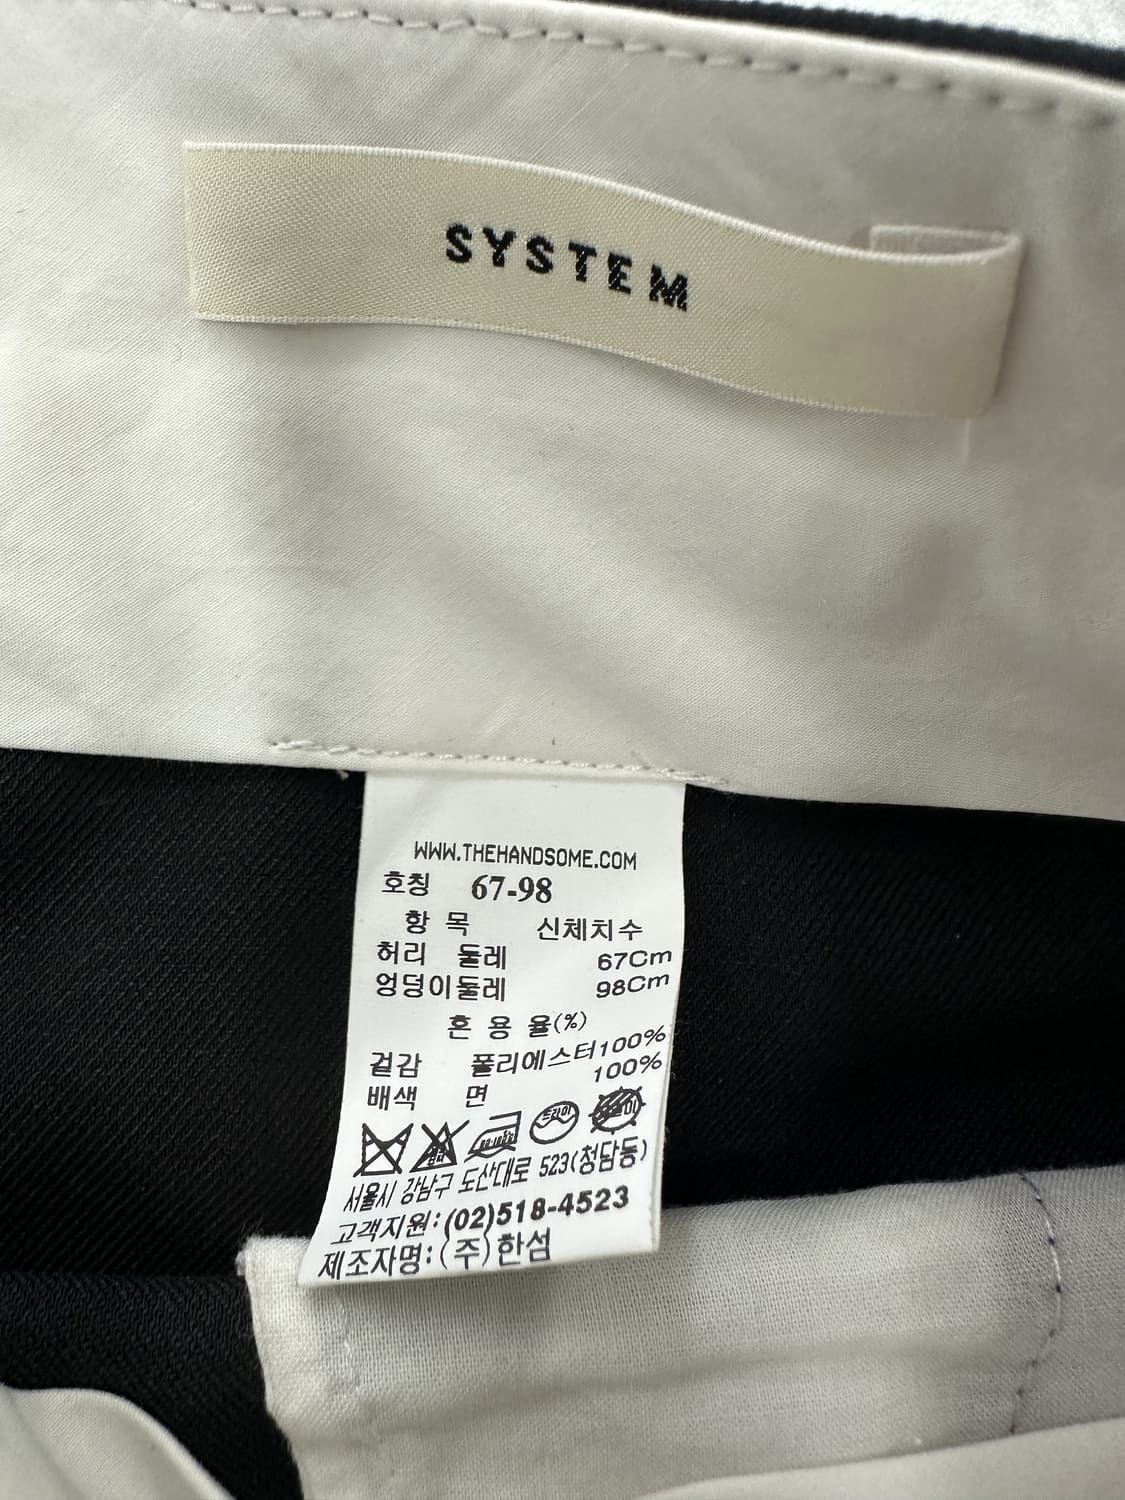 SYSTEM
WWW.THEHANDSOME.COM
호칭 67-98
항 목 신체치수
허리 둘레 67Cm
엉덩이둘레 98Cm
혼 용 율(%)
겉감 폴리에스터100%
배색 면 100%
드라이
서울시 강남구 도산대로 523(청담동)
고객지원:(02)518-4523
제조자명:(주)한섬